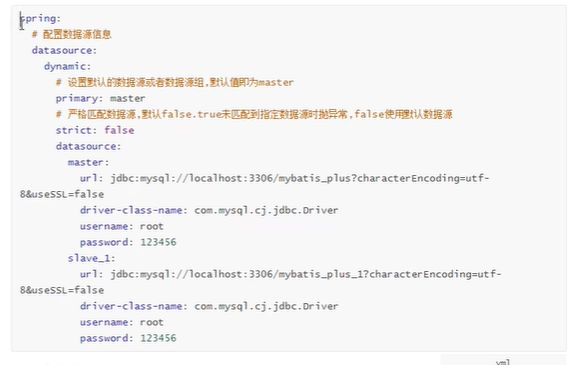 spring:
# 配置数据源信息
datasource:
dynamic:
# 设置默认的数据源或者数据源组,默认值即为master
primary: master
# 严格匹配数据源,默认false.true未匹配到指定数据源时抛异常,false使用默认数据源
strict: false
datasource:
master:
url: jdbc:mysql://localhost:3306/mybatis_plus?characterEncoding=utf-
8&useSSL=false
driver-class-name: com.mysql.cj.jdbc.Driver
username: root
password: 123456
slave_1:
url: jdbc:mysql://localhost:3306/mybatis_plus_1?characterEncoding=utf-
8&useSSL=false
driver-class-name: com.mysql.cj.jdbc.Driver
username: root
password: 123456
yml